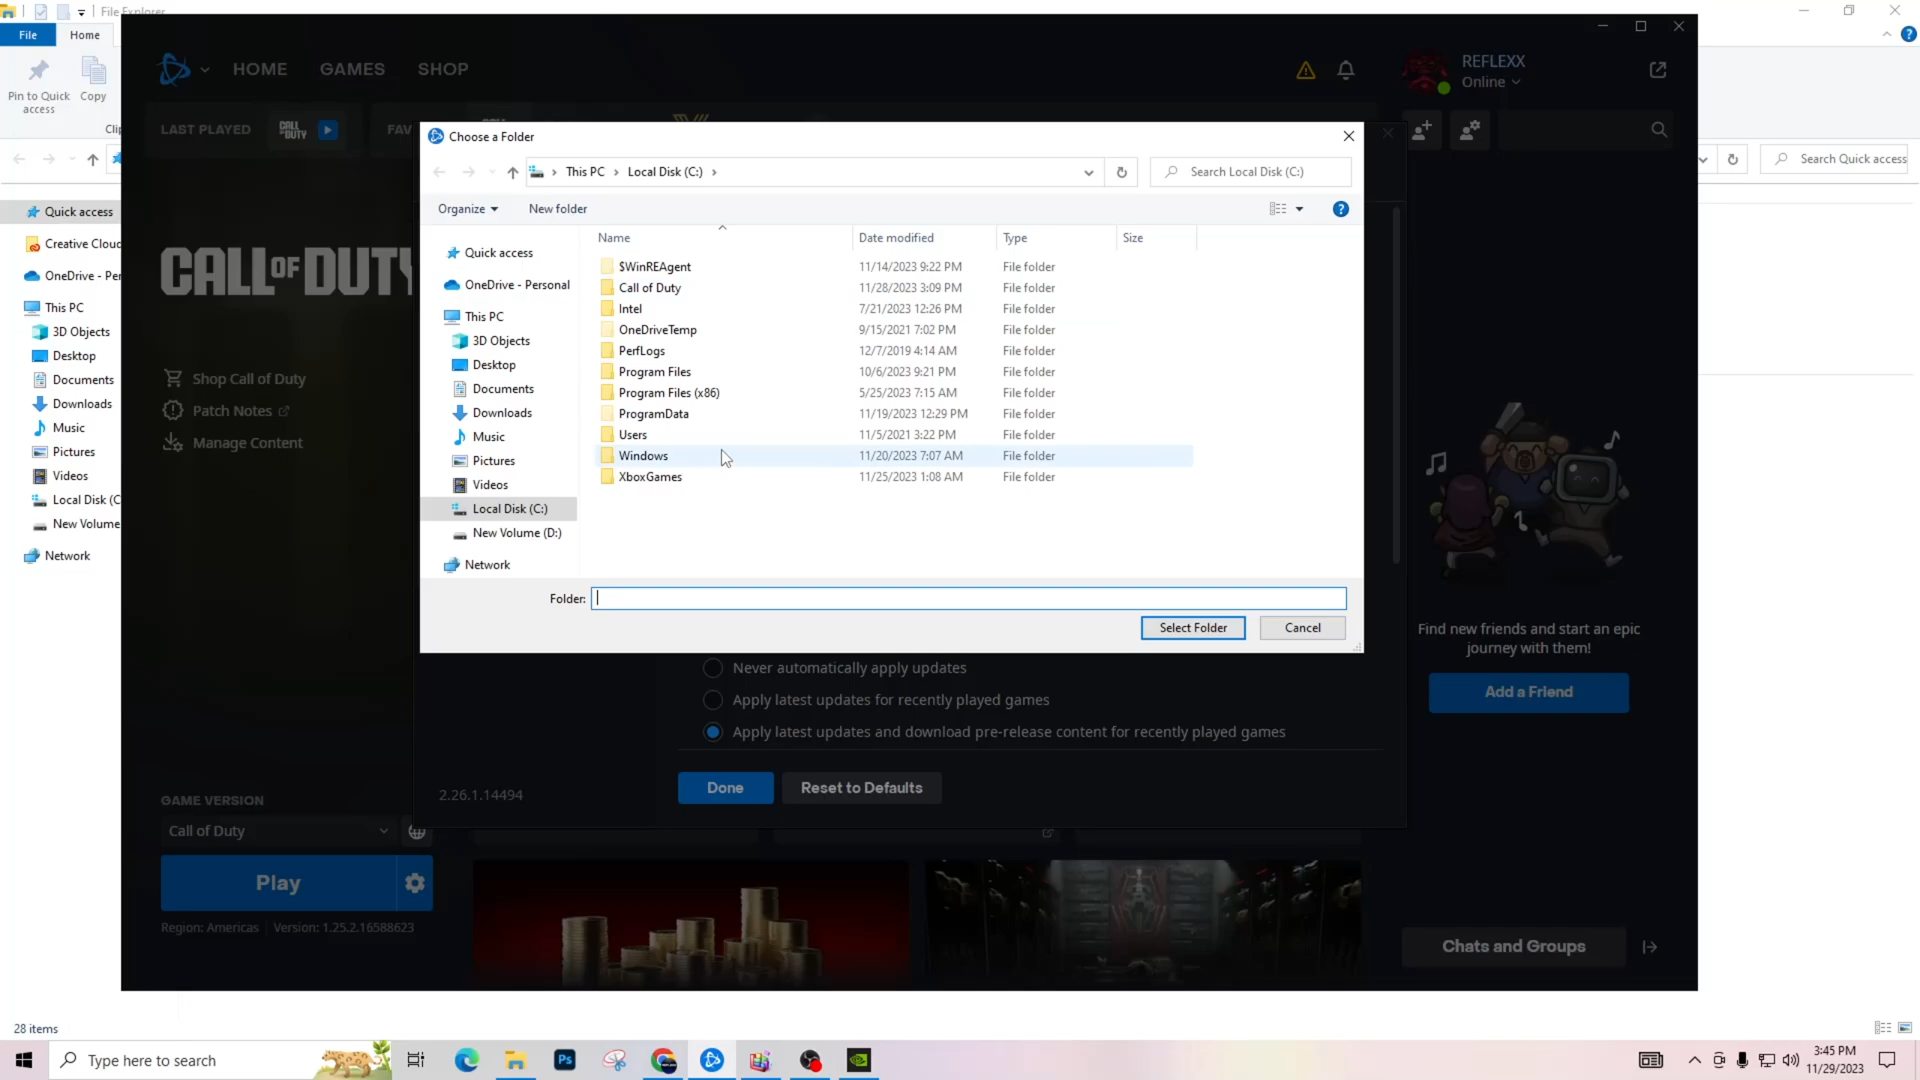 File Explorer
File
Home
Pin to Quick access
Copy
Clip
Search Quick access
Quick access
Creative Cloud
OneDrive - Per
This PC
3D Objects
Desktop
Documents
Downloads
Music
Pictures
Videos
Local Disk (C
New Volume
Network
28 items
HOME
GAMES
SHOP
REFLEXX
Online
LAST PLAYED
CALL OF DUTY
FAV
CALL OF DUTY
Shop Call of Duty
Patch Notes
Manage Content
GAME VERSION
Call of Duty
Play
Region: Americas | Version: 1.25.2.16588623
Choose a Folder
This PC › Local Disk (C:) ›
Search Local Disk (C:)
Organize
New folder
Quick access
OneDrive - Personal
This PC
3D Objects
Desktop
Documents
Downloads
Music
Pictures
Videos
Local Disk (C:)
New Volume (D:)
Network
Name Date modified Type Size
$WinREAgent 11/14/2023 9:22 PM File folder
Call of Duty 11/28/2023 3:09 PM File folder
Intel 7/21/2023 12:26 PM File folder
OneDriveTemp 9/15/2021 7:02 PM File folder
PerfLogs 12/7/2019 4:14 AM File folder
Program Files 10/6/2023 9:21 PM File folder
Program Files (x86) 5/25/2023 7:15 AM File folder
ProgramData 11/19/2023 12:29 PM File folder
Users 11/5/2021 3:22 PM File folder
Windows 11/20/2023 7:07 AM File folder
XboxGames 11/25/2023 1:08 AM File folder
Folder:
Select Folder
Cancel
Never automatically apply updates
Apply latest updates for recently played games
Apply latest updates and download pre-release content for recently played games
2.26.1.14494
Done
Reset to Defaults
Find new friends and start an epic
journey with them!
Add a Friend
Chats and Groups
Type here to search
Ps
3:45 PM
11/29/2023